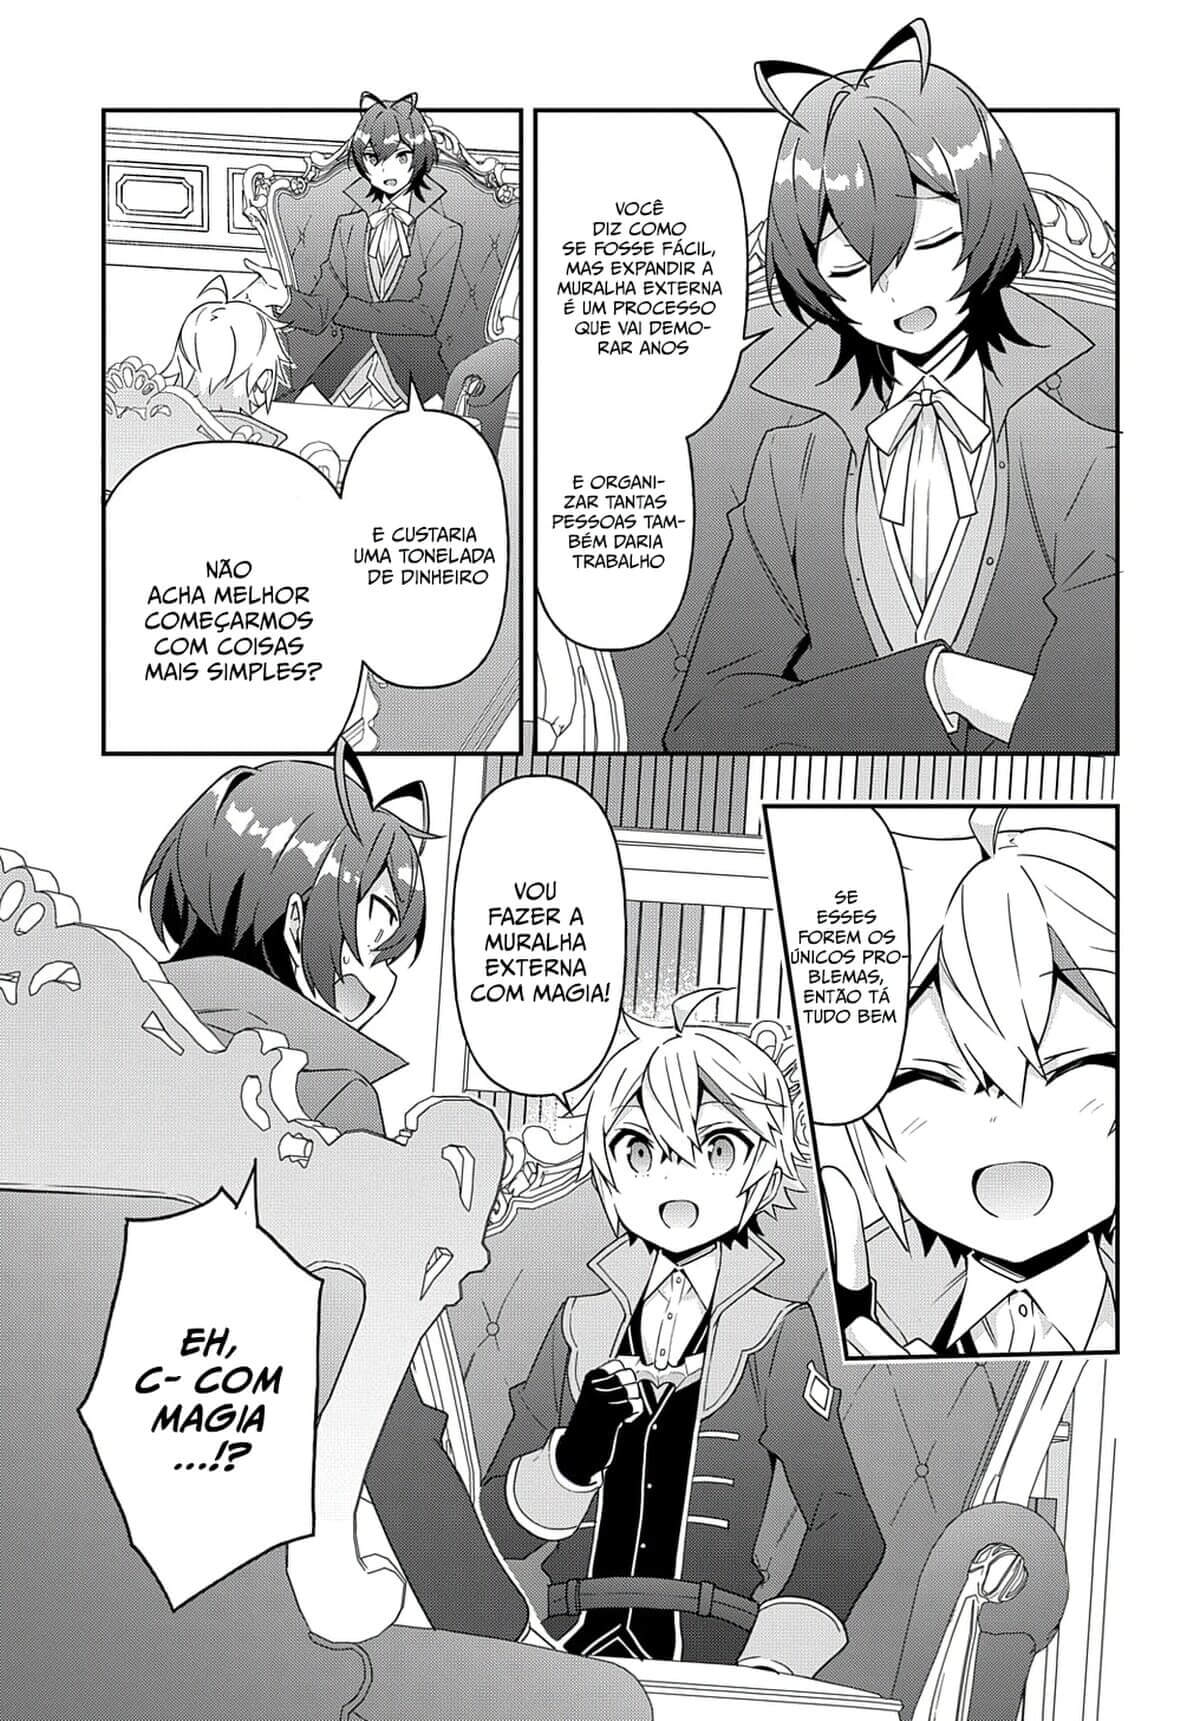 VOCÊ
DIZ COMO
SE FOSSE FÁCIL,
MAS EXPANDIR A
MURALHA EXTERNA
É UM PROCESSO
QUE VAI DEMO-
RAR ANOS
E ORGANI-
ZAR TANTAS
PESSOAS TAM-
BÉM DARIA
TRABALHO
E CUSTARIA
UMA TONELADA
DE DINHEIRO
NÃO
ACHA MELHOR
COMEÇARMOS
COM COISAS
MAIS SIMPLES?
SE
ESSES
FOREM OS
ÚNICOS PRO-
BLEMAS,
ENTÃO TÁ
TUDO BEM
VOU
FAZER A
MURALHA
EXTERNA
COM MAGIA!
EH,
C- COM
MAGIA
...!?